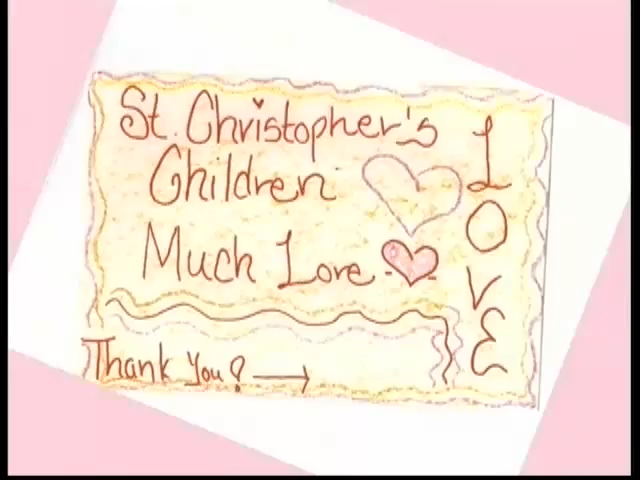 St. Christopher's
Children
Much Love
LOVE
Thank You? →